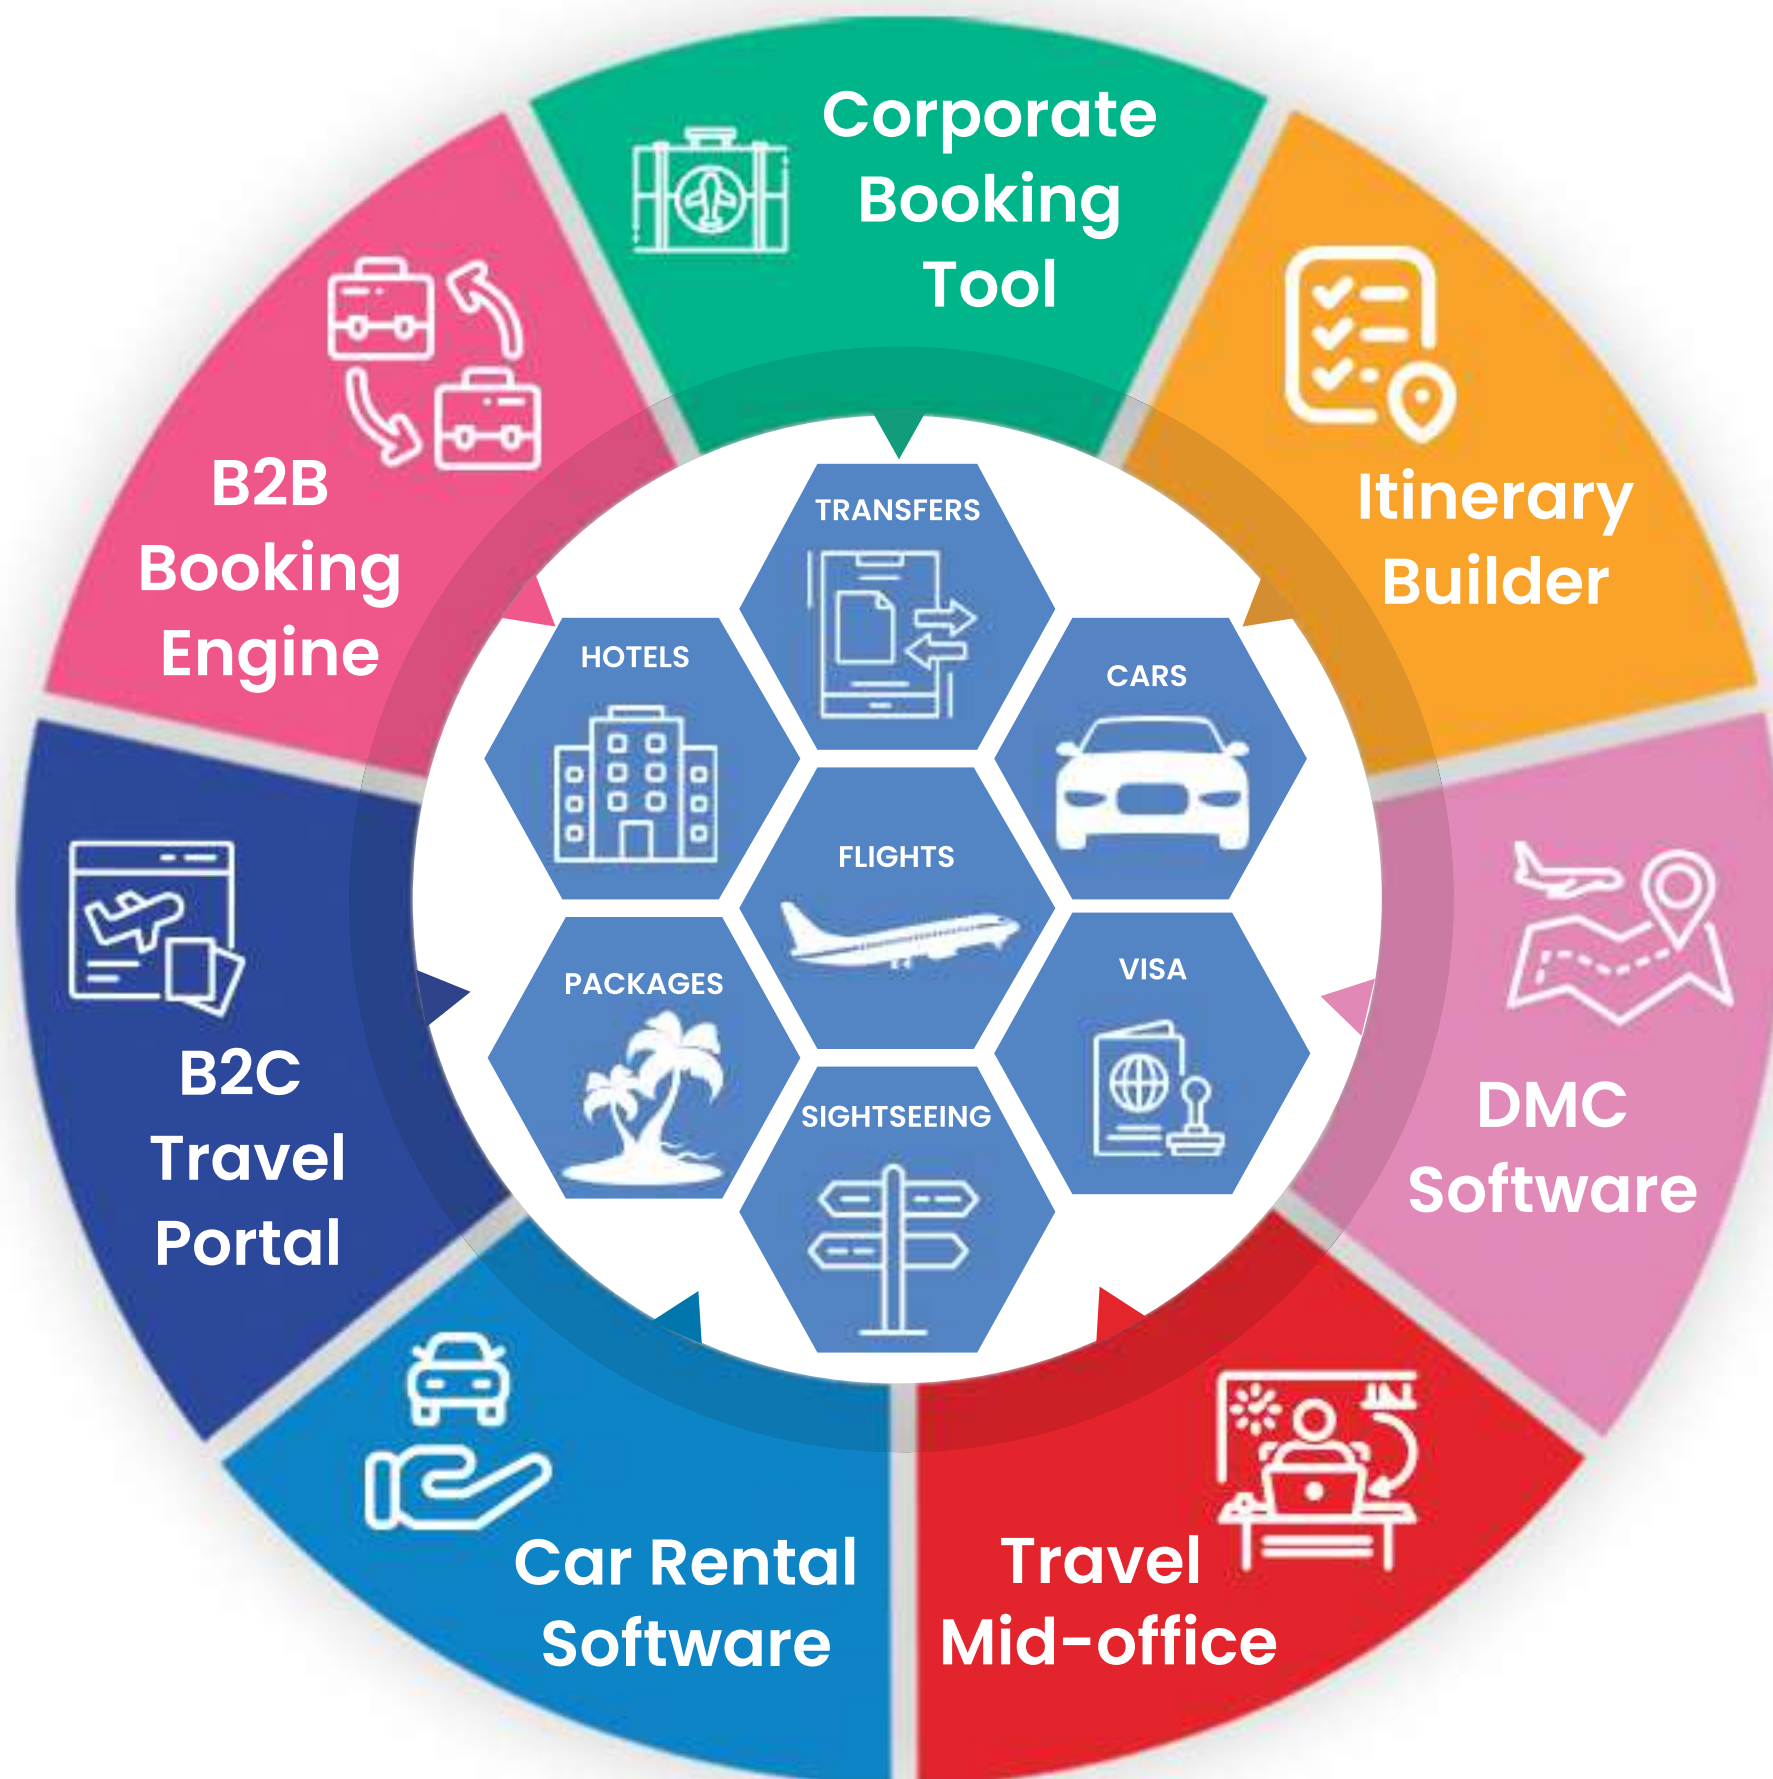 Corporate
Booking
Tool
Itinerary
Builder
DMC
Software
Travel
Mid-office
Car Rental
Software
B2C
Travel
Portal
B2B
Booking
Engine
TRANSFERS
HOTELS
CARS
FLIGHTS
PACKAGES
VISA
SIGHTSEEING